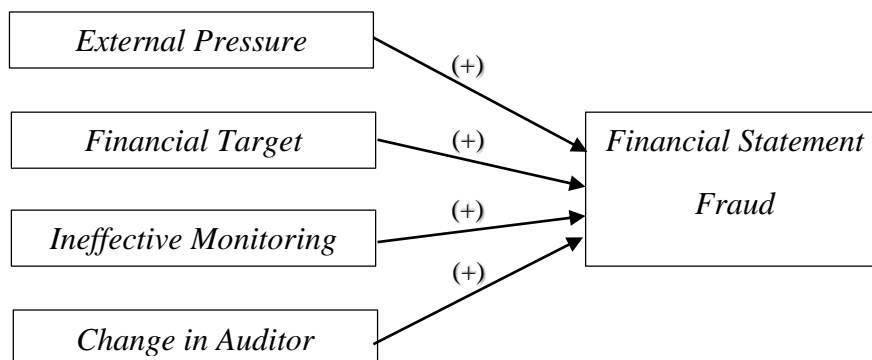 External Pressure
(+)
Financial Target
(+)
Financial Statement
Fraud
Ineffective Monitoring
(+)
(+)
Change in Auditor